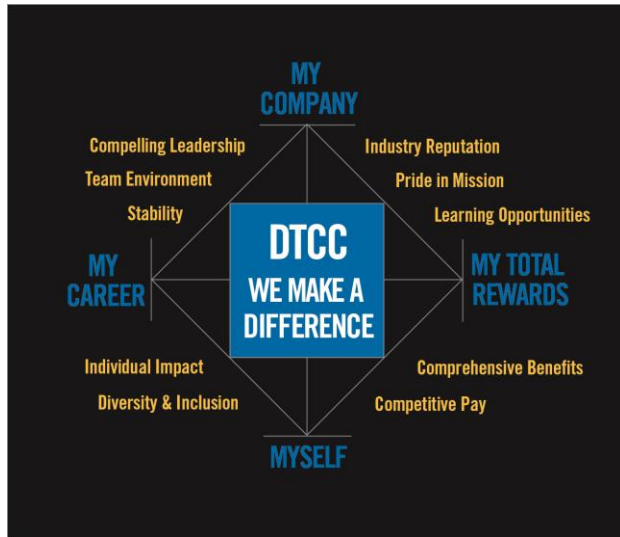 MY
COMPANY
Compelling Leadership
Industry Reputation
Team Environment
Pride in Mission
Stability
Learning Opportunities
DTCC
WE MAKE A
DIFFERENCE
MY
CAREER
MY TOTAL
REWARDS
Individual Impact
Comprehensive Benefits
Diversity & Inclusion
Competitive Pay
MYSELF